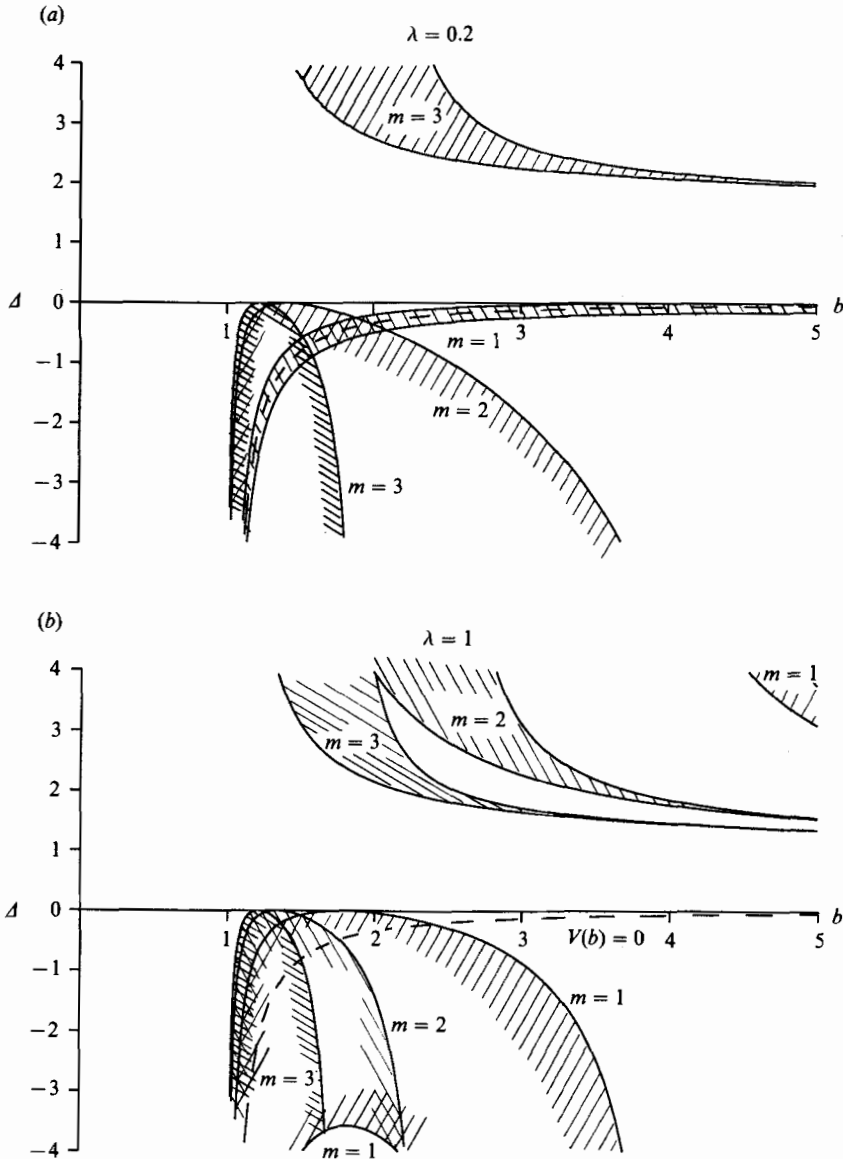 (a)
λ = 0.2
4
m = 3
3
2
1
Δ 0 b
1 2 3 4 5
m = 1
−1
m = 2
−2
−3
m = 3
−4
(b)
λ = 1
4
m = 1
m = 2
3
m = 3
2
1
Δ 0 b
1 2 3 4 5
V(b) = 0
−1
m = 1
−2
m = 2
−3
m = 3
−4
m = 1